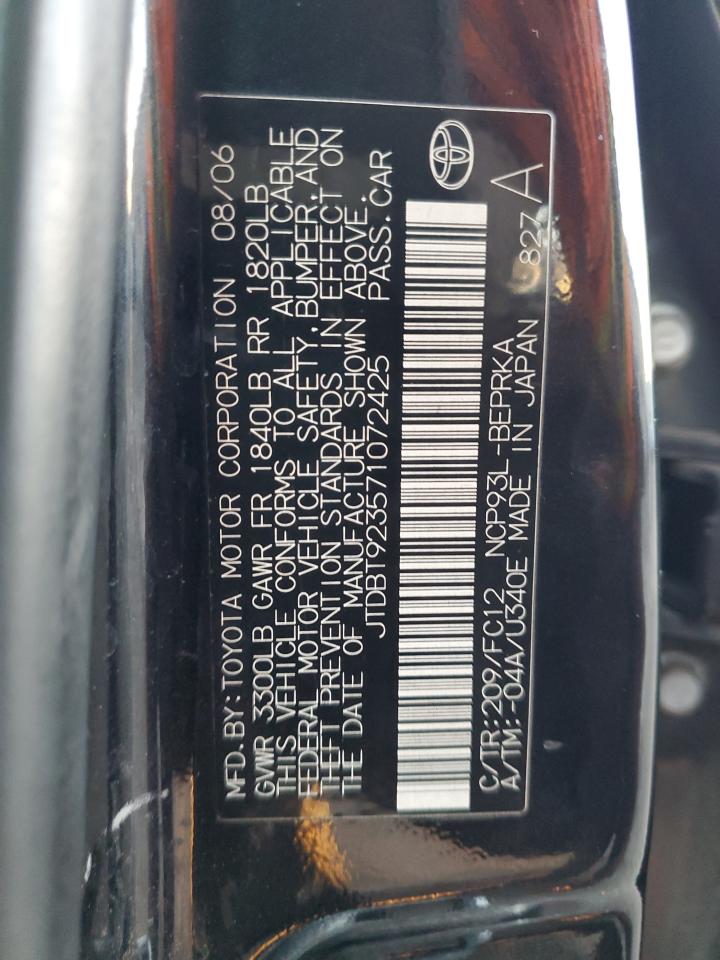 MFD.BY:TOYOTA MOTOR CORPORATION 08/06
GVWR 3300LB GAWR FR 1840LB RR 1820LB
THIS VEHICLE CONFORMS TO ALL APPLICABLE
FEDERAL MOTOR VEHICLE SAFETY,BUMPER,AND
THEFT PREVENTION STANDARDS IN EFFECT ON
THE DATE OF MANUFACTURE SHOWN ABOVE.
JTDBT923571072425 PASS.CAR
C/TR:209/FC12 NCP93L-BEPRKA
A/TM:-04A/U340E MADE IN JAPAN 827 A